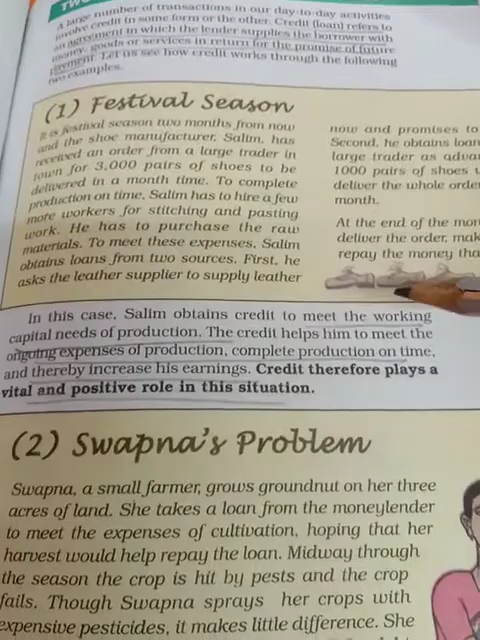 TWO
A large number of transactions in our day-to-day activities
involve credit in some form or the other. Credit (loan) refers to
an agreement in which the lender supplies the borrower with
money, goods or services in return for the promise of future
payment. Let us see how credit works through the following
two examples.
(1) Festival Season
It is festival season two months from now
and the shoe manufacturer, Salim, has
received an order from a large trader in
town for 3,000 pairs of shoes to be
delivered in a month time. To complete
production on time, Salim has to hire a few
more workers for stitching and pasting
work. He has to purchase the raw
materials. To meet these expenses, Salim
obtains loans from two sources. First, he
asks the leather supplier to supply leather
now and promises to
Second, he obtains loan
large trader as
1000 pairs of shoes
deliver the whole
month.
At the end of the
deliver the order,
repay the money
In this case, Salim obtains credit to meet the working
capital needs of production. The credit helps him to meet the
ongoing expenses of production, complete production on time,
and thereby increase his earnings. Credit therefore plays a
vital and positive role in this situation.
(2) Swapna's Problem
Swapna, a small farmer, grows groundnut on her three
acres of land. She takes a loan from the moneylender
to meet the expenses of cultivation, hoping that her
harvest would help repay the loan. Midway through
the season the crop is hit by pests and the crop
fails. Though Swapna sprays her crops with
expensive pesticides, it makes little difference. She